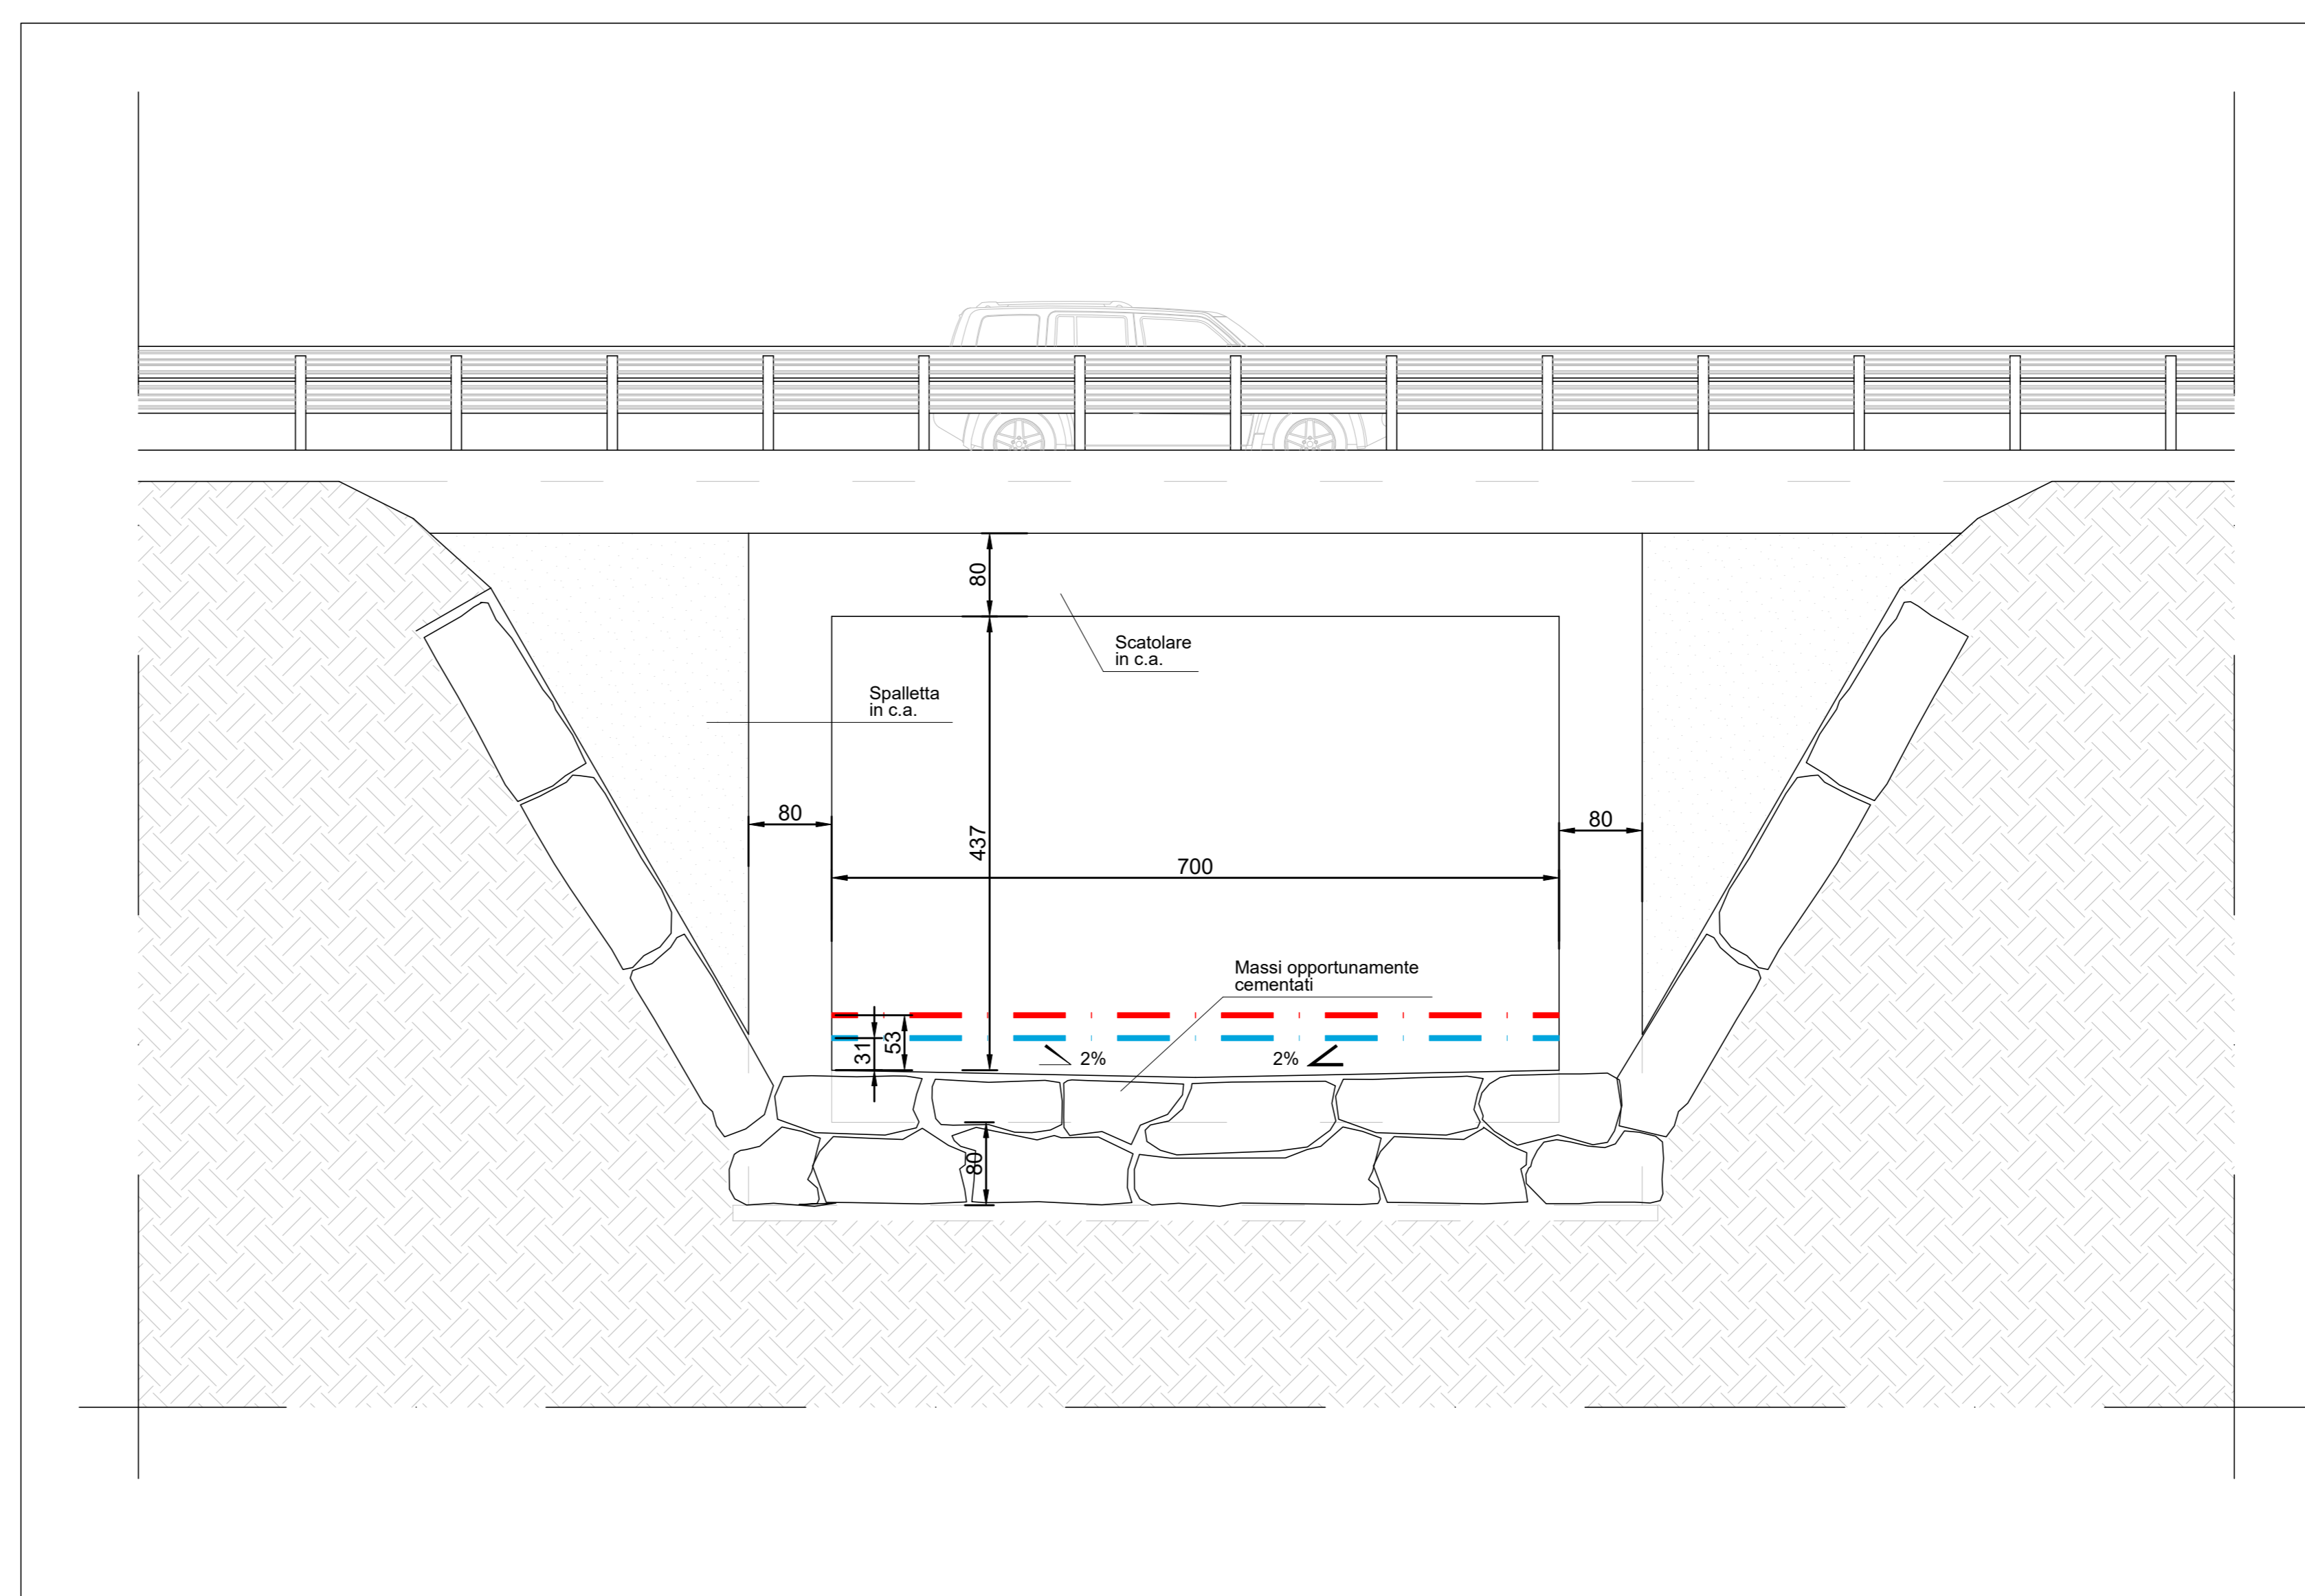 80
Scatolare
in c.a.
Spalletta
in c.a.
80
80
437
700
Massi opportunamente
cementati
31
53
2%
2%
80